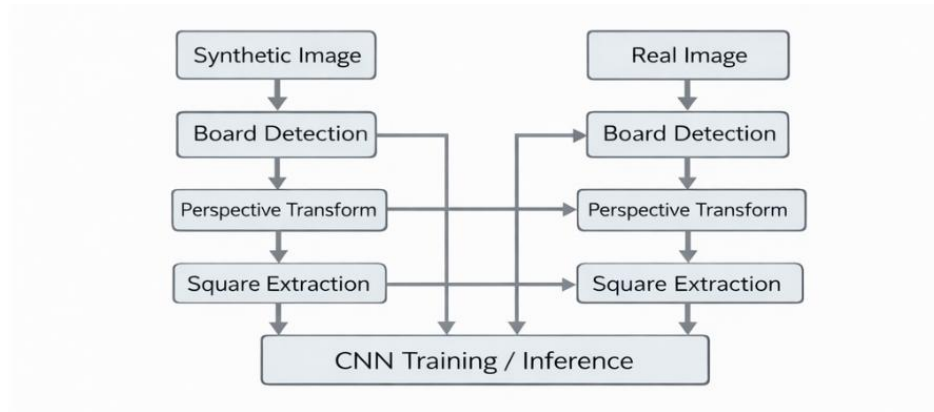 Synthetic Image
Real Image
Board Detection
Board Detection
Perspective Transform
Perspective Transform
Square Extraction
Square Extraction
CNN Training / Inference